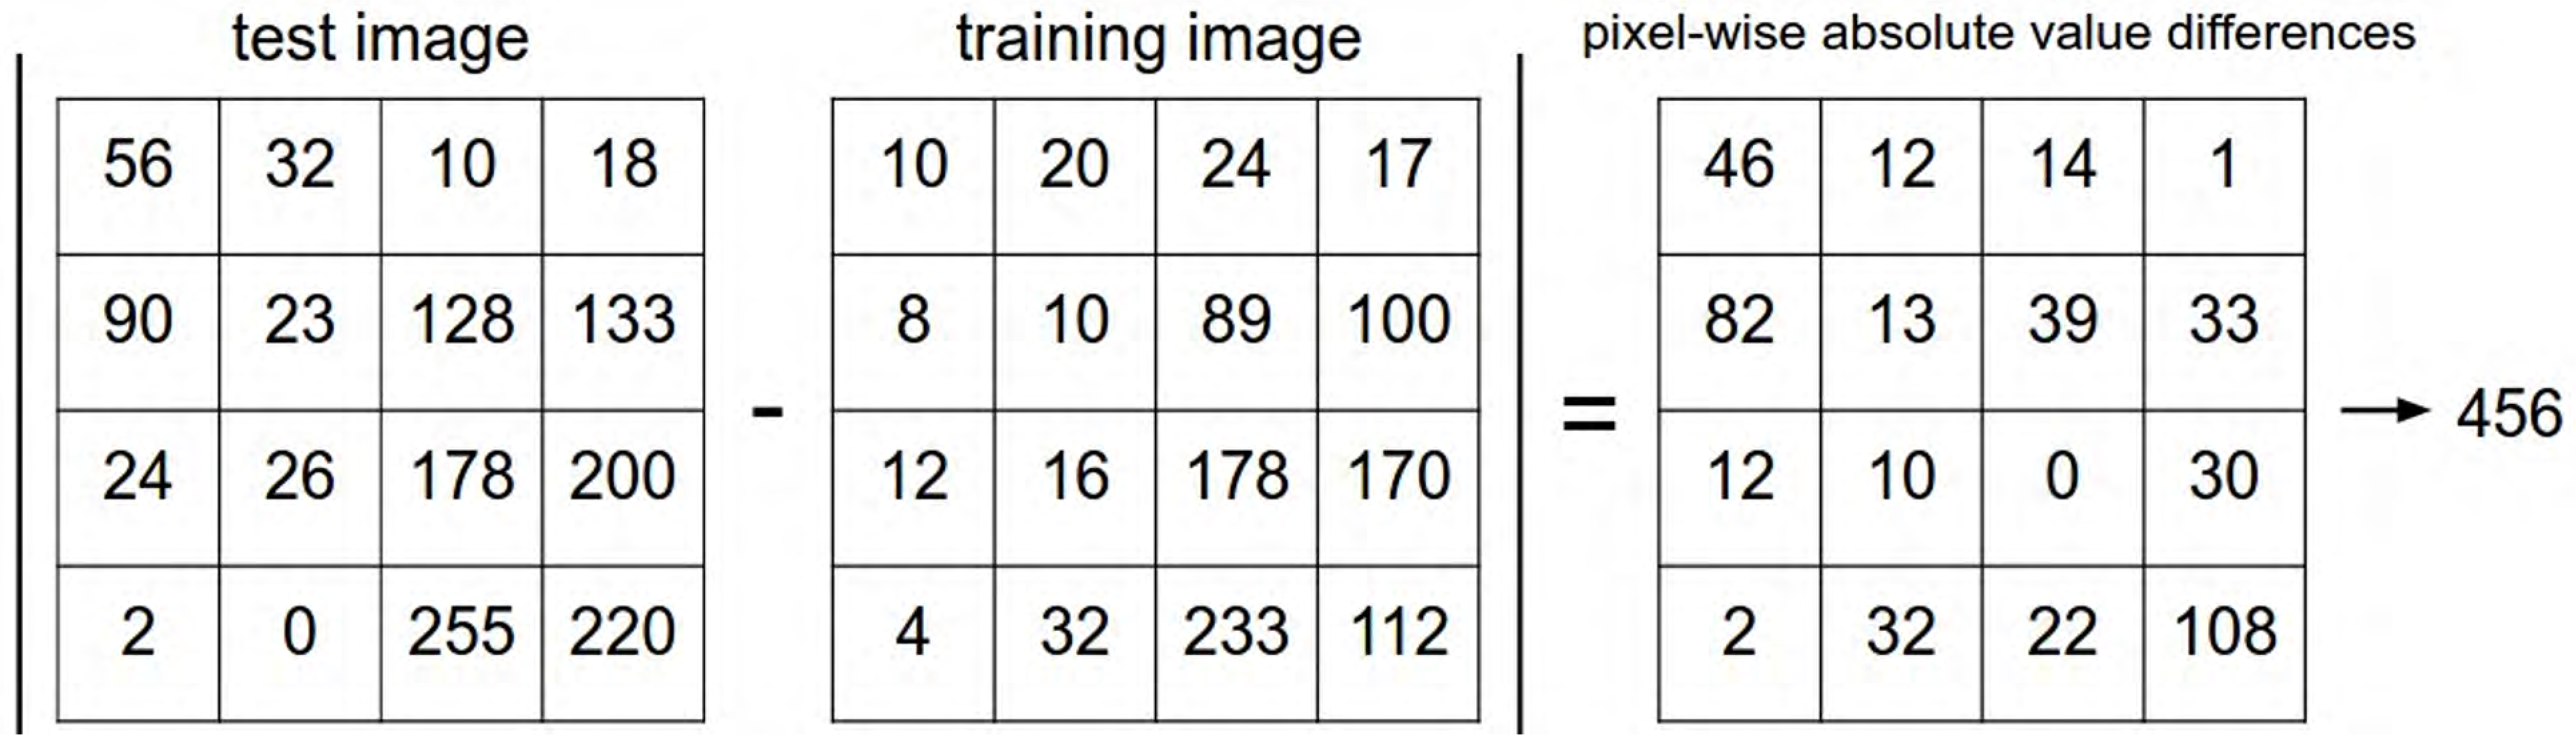 test image training image pixel-wise absolute value differences
56 32 10 18 10 20 24 17 46 12 14 1
90 23 128 133 8 10 89 100 82 13 39 33
- = → 456
24 26 178 200 12 16 178 170 12 10 0 30
2 0 255 220 4 32 233 112 2 32 22 108